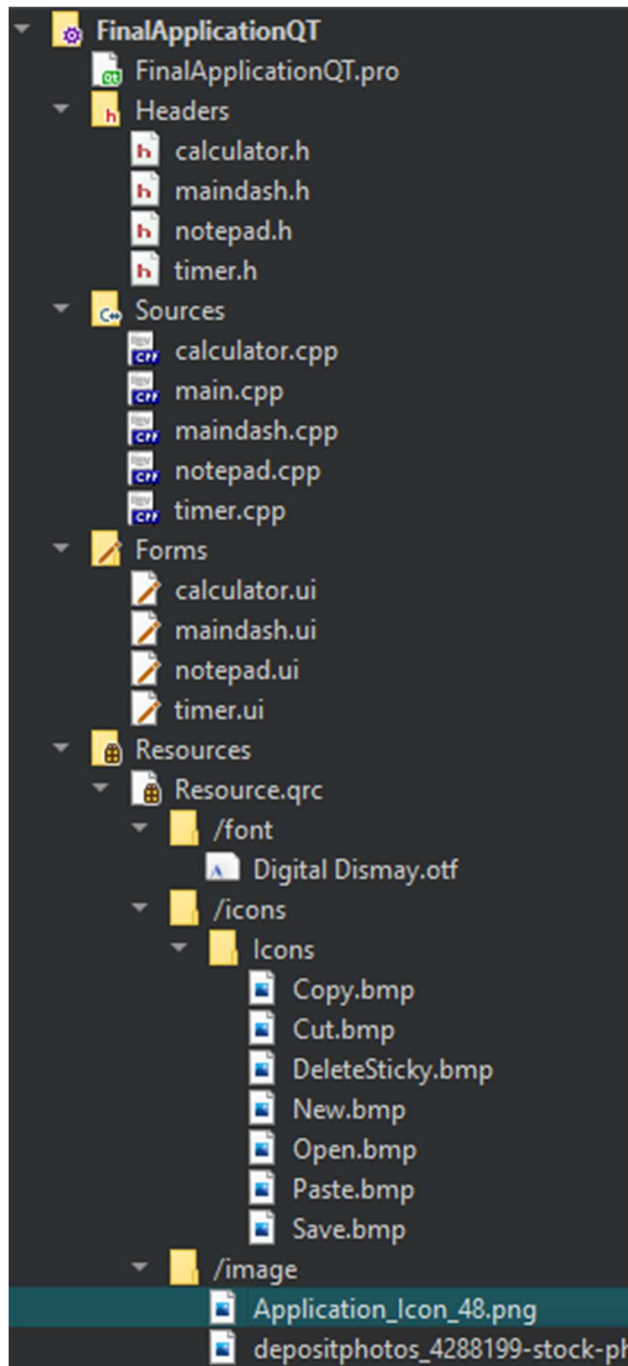 FinalApplicationQT
FinalApplicationQT.pro
Headers
calculator.h
maindash.h
notepad.h
timer.h
Sources
calculator.cpp
main.cpp
maindash.cpp
notepad.cpp
timer.cpp
Forms
calculator.ui
maindash.ui
notepad.ui
timer.ui
Resources
Resource.qrc
/font
Digital Dismay.otf
/icons
Icons
Copy.bmp
Cut.bmp
DeleteSticky.bmp
New.bmp
Open.bmp
Paste.bmp
Save.bmp
/image
Application_Icon_48.png
depositphotos_4288199-stock-ph